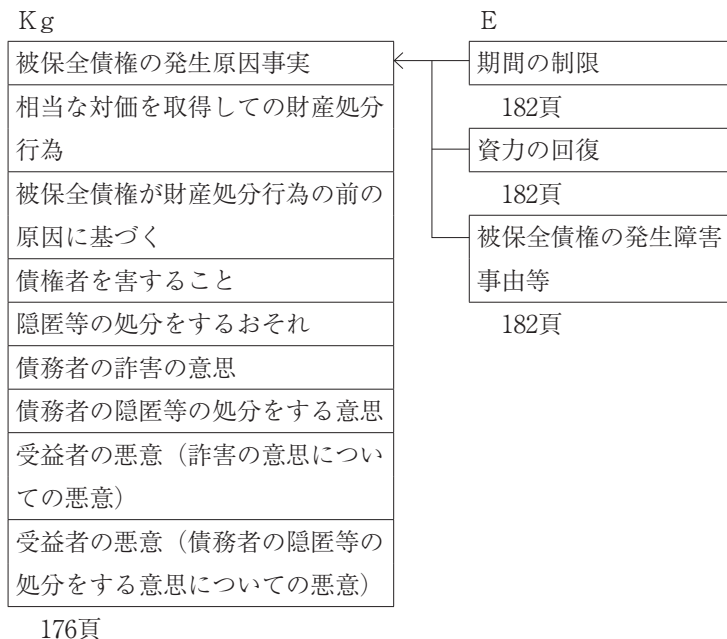 Kg
被保全債権の発生原因事実
相当な対価を取得しての財産処分
行為
被保全債権が財産処分行為の前の
原因に基づく
債権者を害すること
隠匿等の処分をするおそれ
債務者の詐害の意思
債務者の隠匿等の処分をする意思
受益者の悪意（詐害の意思につい
ての悪意）
受益者の悪意（債務者の隠匿等の
処分をする意思についての悪意）
176頁
E
期間の制限
182頁
資力の回復
182頁
被保全債権の発生障害
事由等
182頁